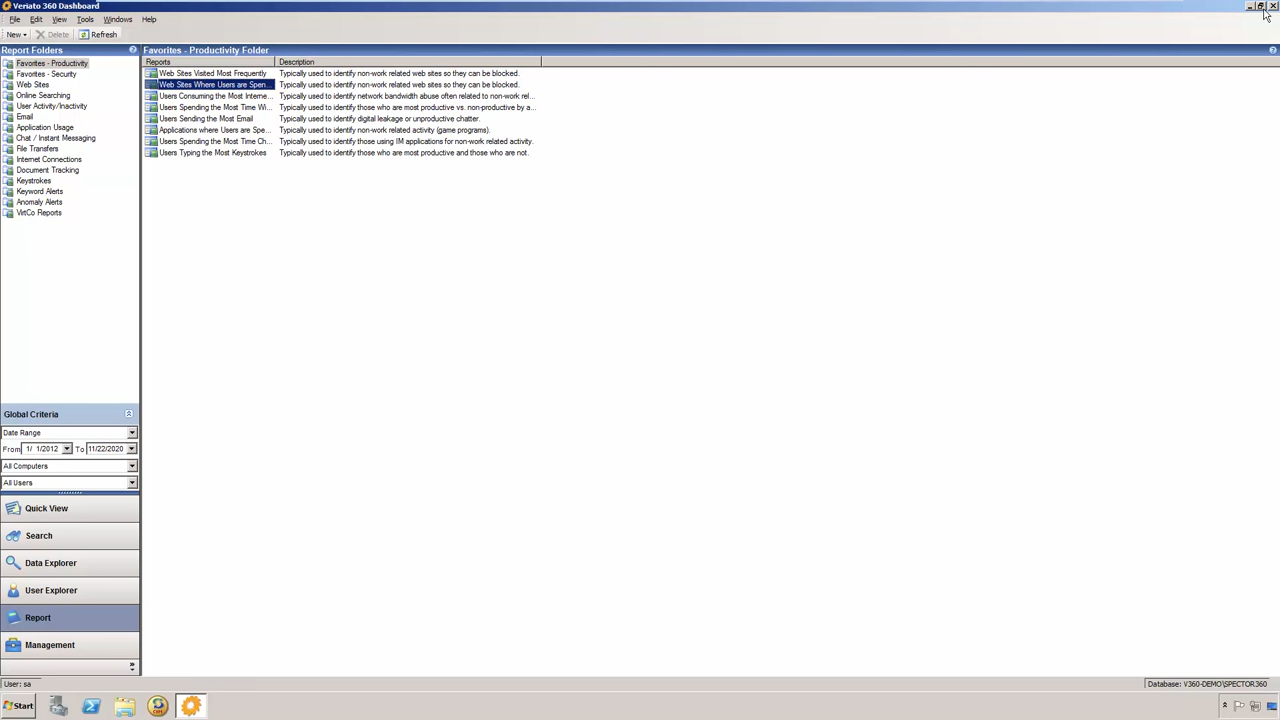 Veriato 360 Dashboard
File Edit View Tools Windows Help
New Delete Refresh
Report Folders
Favorites - Productivity
Favorites - Security
Web Sites
Online Searching
User Activity/Inactivity
Email
Application Usage
Chat / Instant Messaging
File Transfers
Internet Connections
Document Tracking
Keystrokes
Keyword Alerts
Anomaly Alerts
VirtCo Reports
Favorites - Productivity Folder
Reports Description
Web Sites Visited Most Frequently Typically used to identify non-work related web sites so they can be blocked.
Web Sites Where Users are Spen... Typically used to identify non-work related web sites so they can be blocked.
Users Consuming the Most Interne... Typically used to identify network bandwidth abuse often related to non-work rel...
Users Spending the Most Time Wi... Typically used to identify those who are most productive vs. non-productive by a...
Users Sending the Most Email Typically used to identify digital leakage or unproductive chatter.
Applications where Users are Spe... Typically used to identify non-work related activity (game programs).
Users Spending the Most Time Ch... Typically used to identify those using IM applications for non-work related activity.
Users Typing the Most Keystrokes Typically used to identify those who are most productive and those who are not.
Global Criteria
Date Range
From 1/ 1/2012 To 11/22/2020
All Computers
All Users
Quick View
Search
Data Explorer
User Explorer
Report
Management
User: sa
Database: V360-DEMO\SPECTOR360
Start